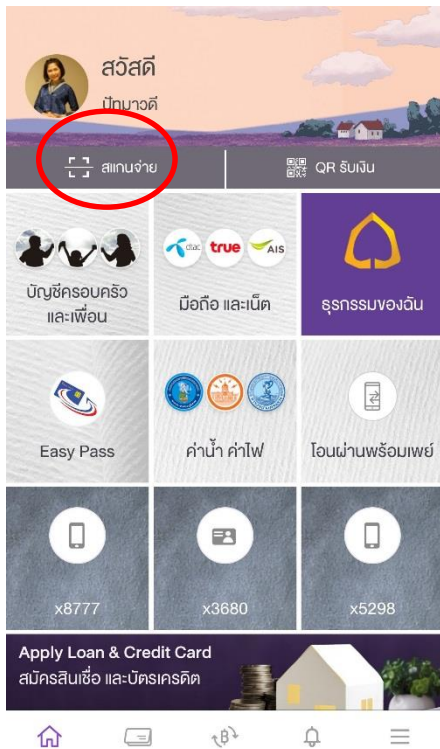 สวัสดี
ปัทมาวดี
สแกนจ่าย
QR รับเงิน
บัญชีครอบครัว
และเพื่อน
dtac true AIS
มือถือ และเน็ต
ธุรกรรมของฉัน
Easy Pass
ค่าน้ำ ค่าไฟ
โอนผ่านพร้อมเพย์
x8777
x3680
x5298
Apply Loan & Credit Card
สมัครสินเชื่อ และบัตรเครดิต